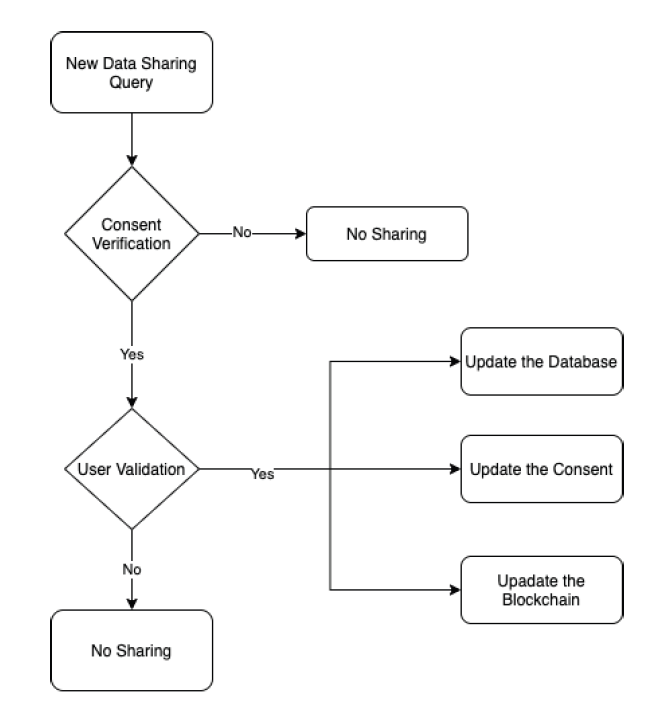 New Data Sharing
Query
Consent
Verification
No
No Sharing
Yes
Update the Database
User Validation
Yes
Update the Consent
No
Upadate the
Blockchain
No Sharing